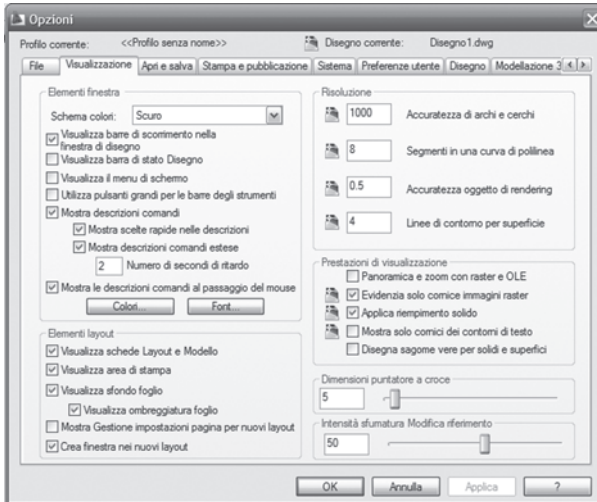 Opzioni
Profilo corrente: <<Profilo senza nome>> Disegno corrente: Disegno1.dwg
File Visualizzazione Apri e salva Stampa e pubblicazione Sistema Preferenze utente Disegno Modellazione 3
Elementi finestra
Schema colori: Scuro
Visualizza barre di scorrimento nella
finestra di disegno
Visualizza barra di stato Disegno
Visualizza il menu di schermo
Utilizza pulsanti grandi per le barre degli strumenti
Mostra descrizioni comandi
Mostra scelte rapide nelle descrizioni
Mostra descrizioni comandi estese
2 Numero di secondi di ritardo
Mostra le descrizioni comandi al passaggio del mouse
Colori... Font...
Elementi layout
Visualizza schede Layout e Modello
Visualizza area di stampa
Visualizza sfondo foglio
Visualizza ombreggiatura foglio
Mostra Gestione impostazioni pagina per nuovi layout
Crea finestra nei nuovi layout
Risoluzione
1000 Accuratezza di archi e cerchi
8 Segmenti in una curva di polilinea
0.5 Accuratezza oggetto di rendering
4 Linee di contorno per superficie
Prestazioni di visualizzazione
Panoramica e zoom con raster e OLE
Evidenzia solo cornice immagini raster
Applica riempimento solido
Mostra solo cornici dei contorni di testo
Disegna sagome vere per solidi e superfici
Dimensioni puntatore a croce
5
Intensità sfumatura Modifica riferimento
50
OK Annulla Applica ?